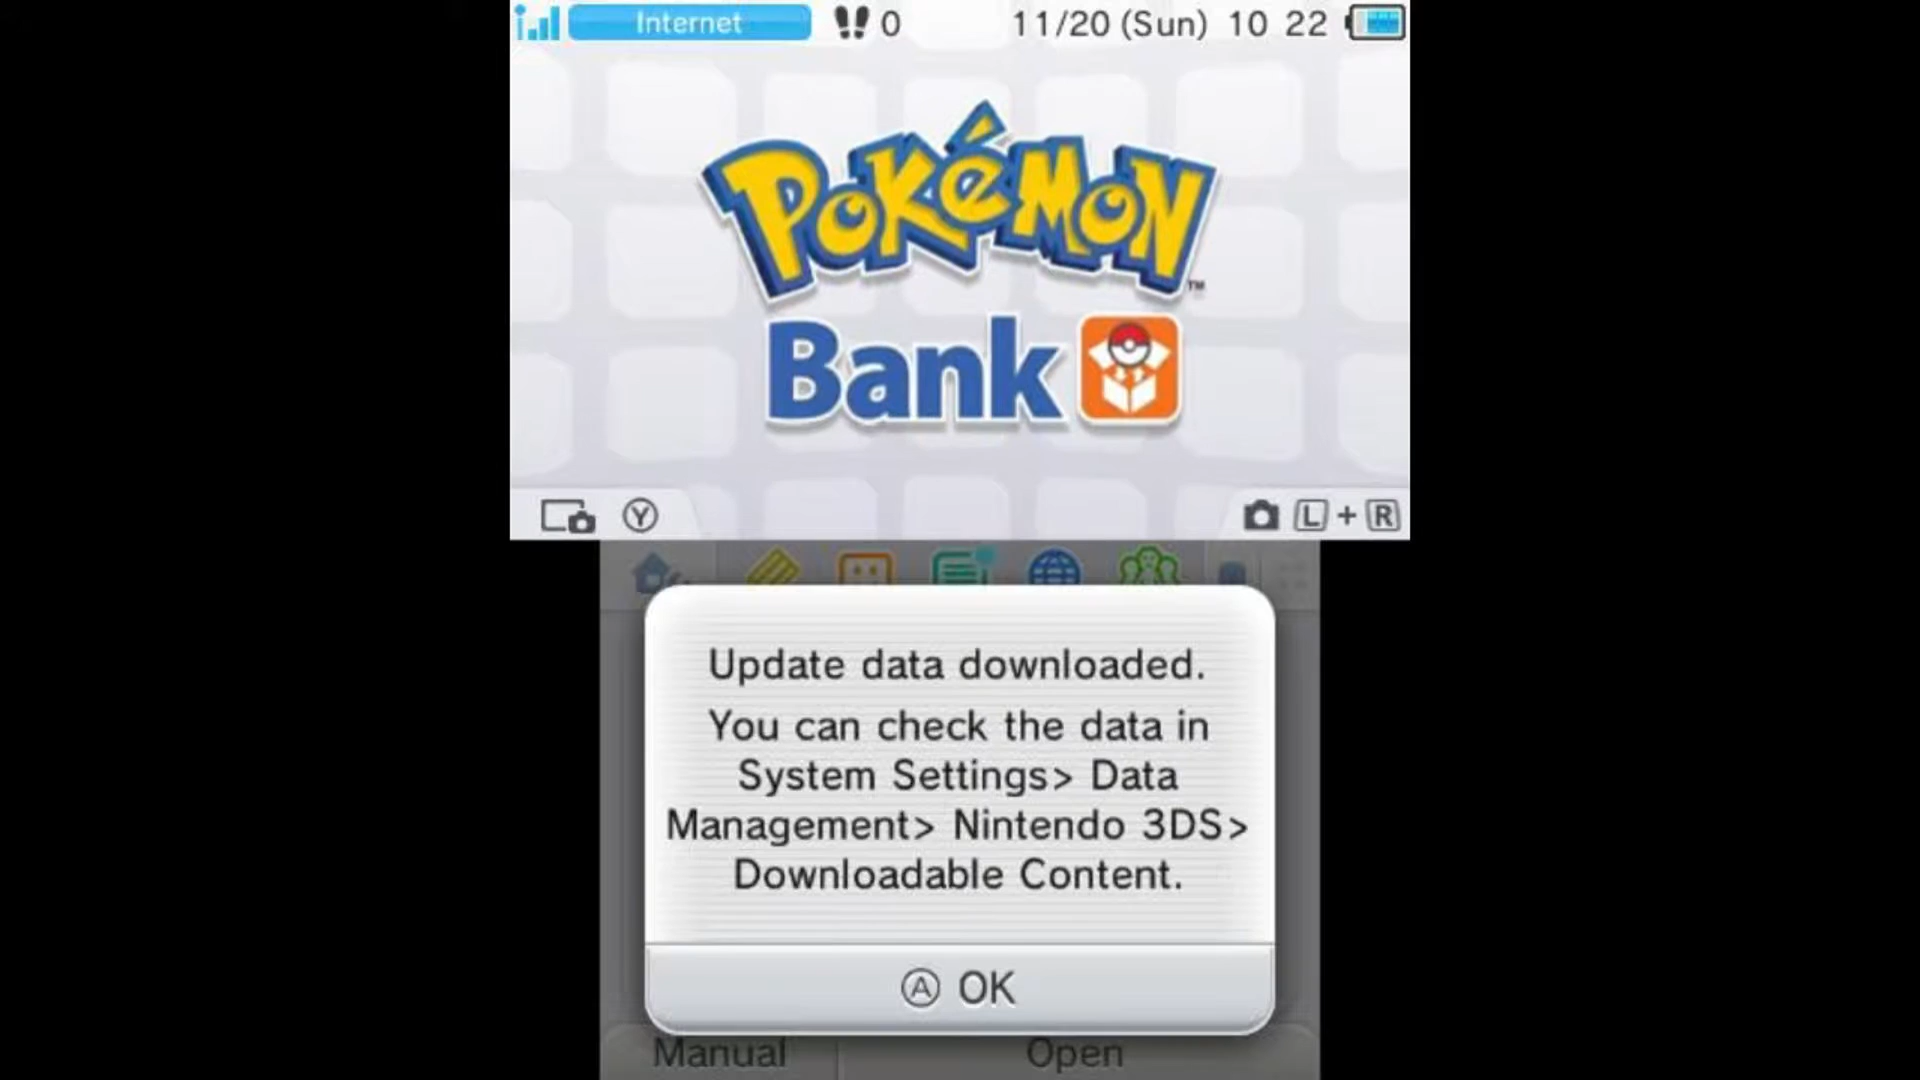 Internet 0 11/20 (Sun) 10 22
POKéMON
TM
Bank
Y L + R
Update data downloaded.
You can check the data in
System Settings> Data
Management> Nintendo 3DS>
Downloadable Content.
A OK
Manual Open